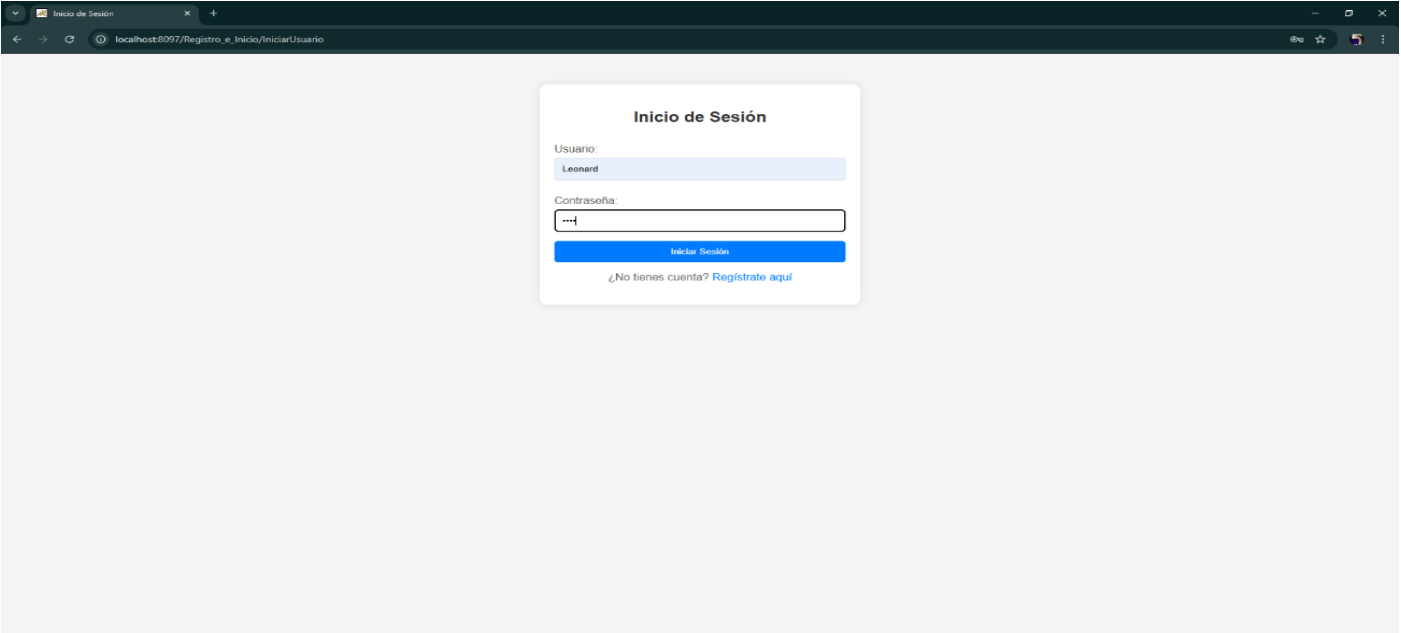 Inicio de Sesión
localhost:8097/Registro_e_Inicio/IniciarUsuario
Inicio de Sesión
Usuario:
Leonard
Contraseña:
····
Iniciar Sesión
¿No tienes cuenta? Regístrate aquí